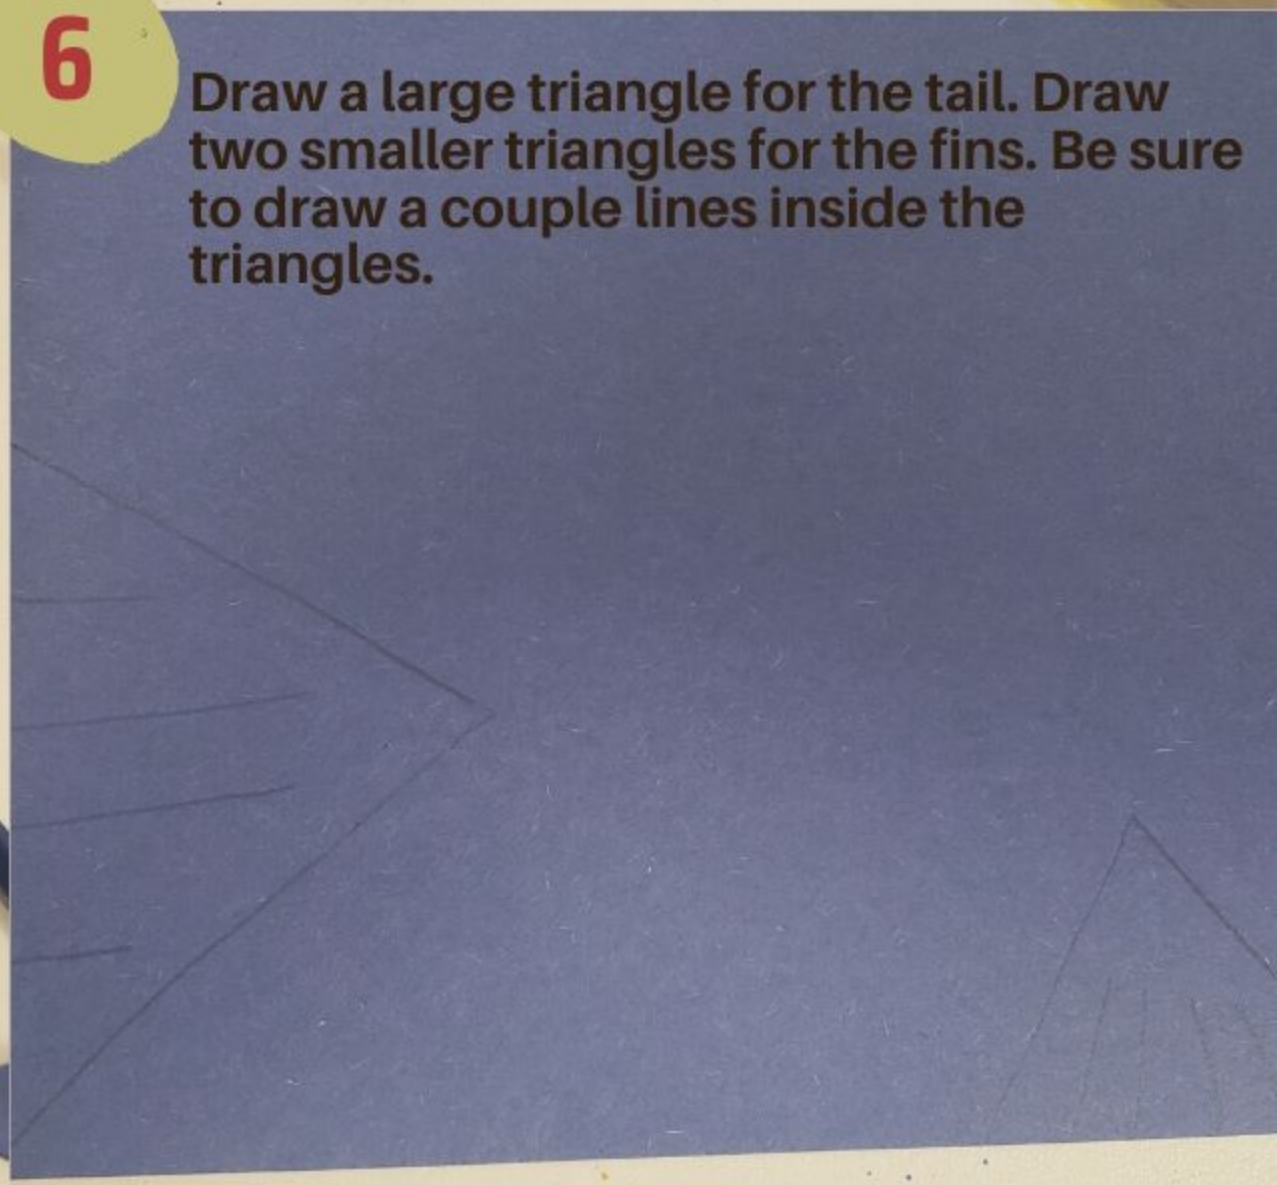 6
Draw a large triangle for the tail. Draw
two smaller triangles for the fins. Be sure
to draw a couple lines inside the
triangles.